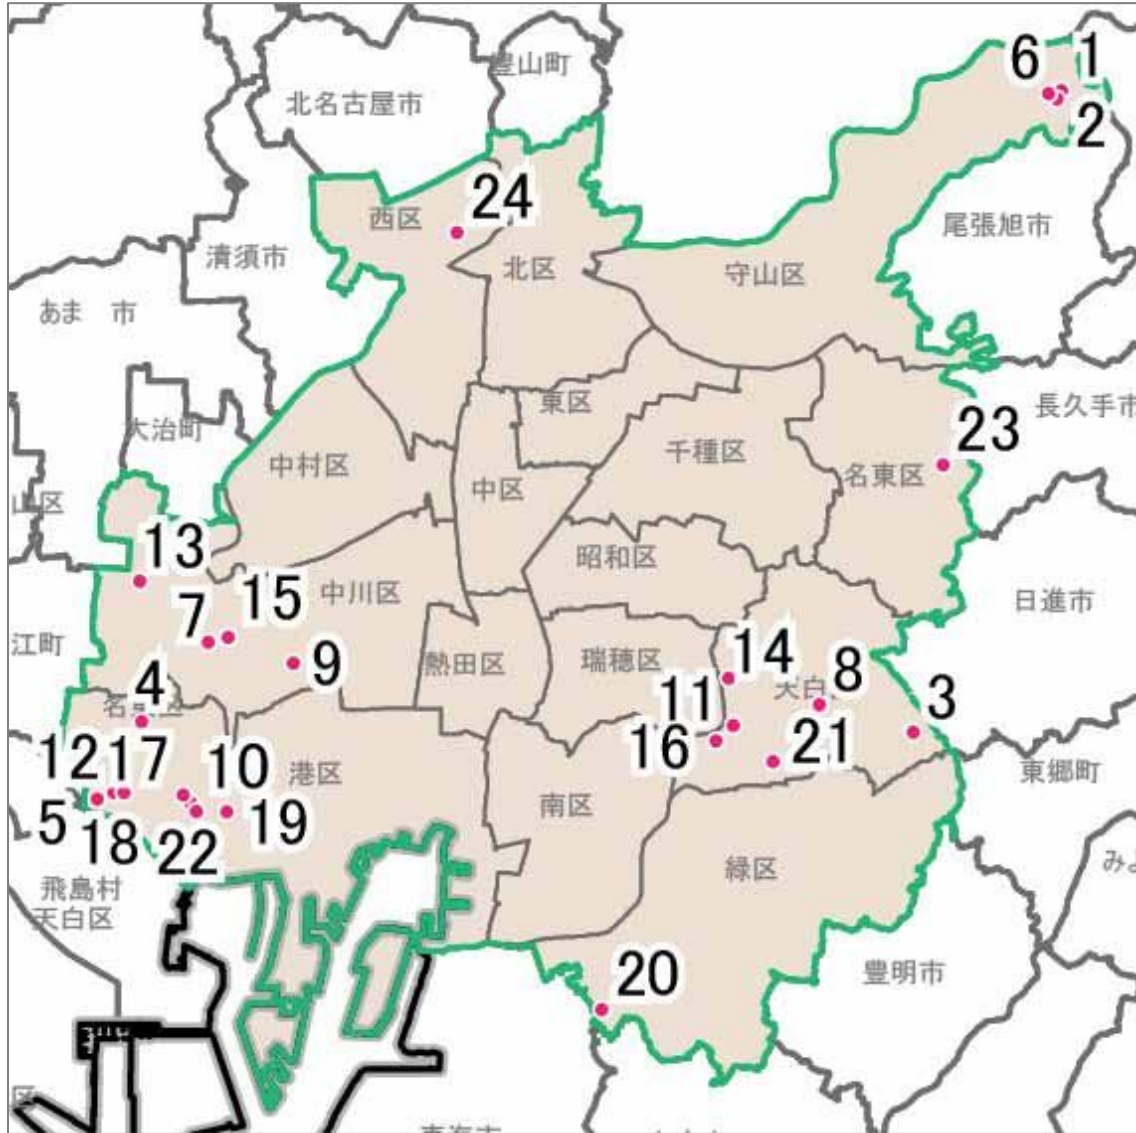 豊山町
6
1
北名古屋市
2
24
西区
尾張旭市
清須市
北区
守山区
あま 市
東区
長久手市
大治町
23
千種区
中村区
名東区
中区
山区
13
昭和区
15
中川区
日進市
7
江町
瑞穂区
14
熱田区
9
4
8
3
11
12
17
10
16
21
港区
東郷町
5
18
22
19
南区
緑区
飛島村
天白区
豊明市
20
区